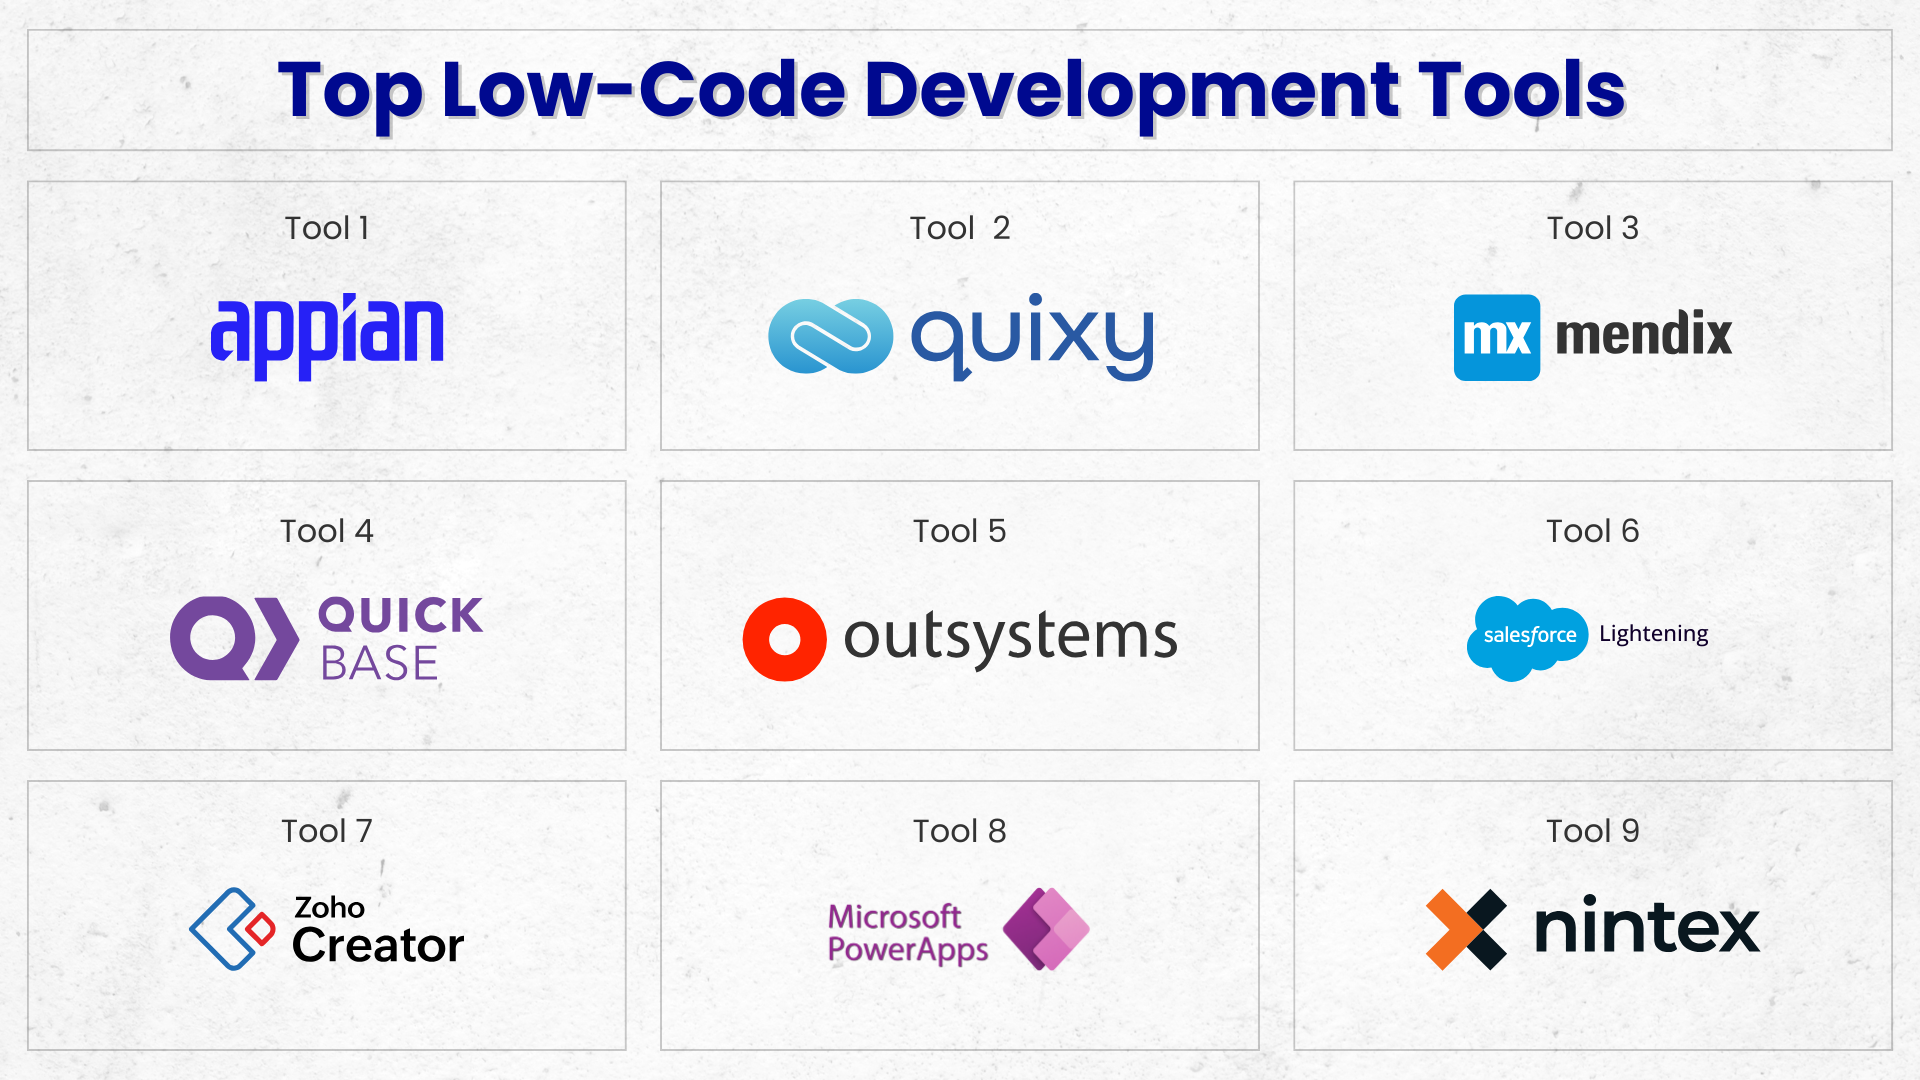 Top Low-Code Development Tools
Tool 1
appian
Tool 2
quixy
Tool 3
mx mendix
Tool 4
QUICK
BASE
Tool 5
outsystems
Tool 6
salesforce Lightening
Tool 7
Zoho
Creator
Tool 8
Microsoft
PowerApps
Tool 9
nintex